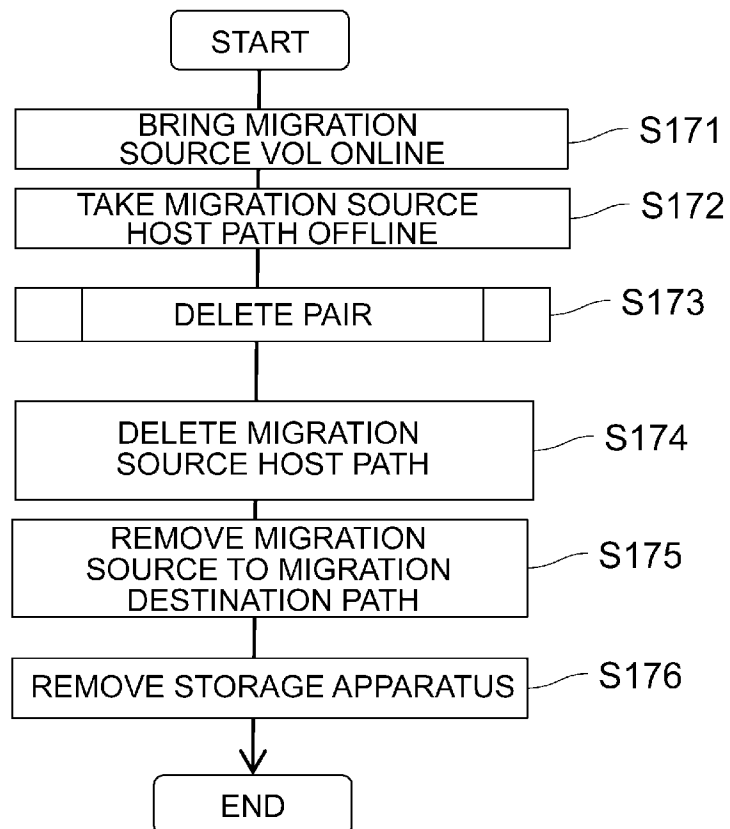 START
BRING MIGRATION
SOURCE VOL ONLINE
S171
TAKE MIGRATION SOURCE
HOST PATH OFFLINE
S172
DELETE PAIR
S173
DELETE MIGRATION
SOURCE HOST PATH
S174
REMOVE MIGRATION
SOURCE TO MIGRATION
DESTINATION PATH
S175
REMOVE STORAGE APPARATUS
S176
END